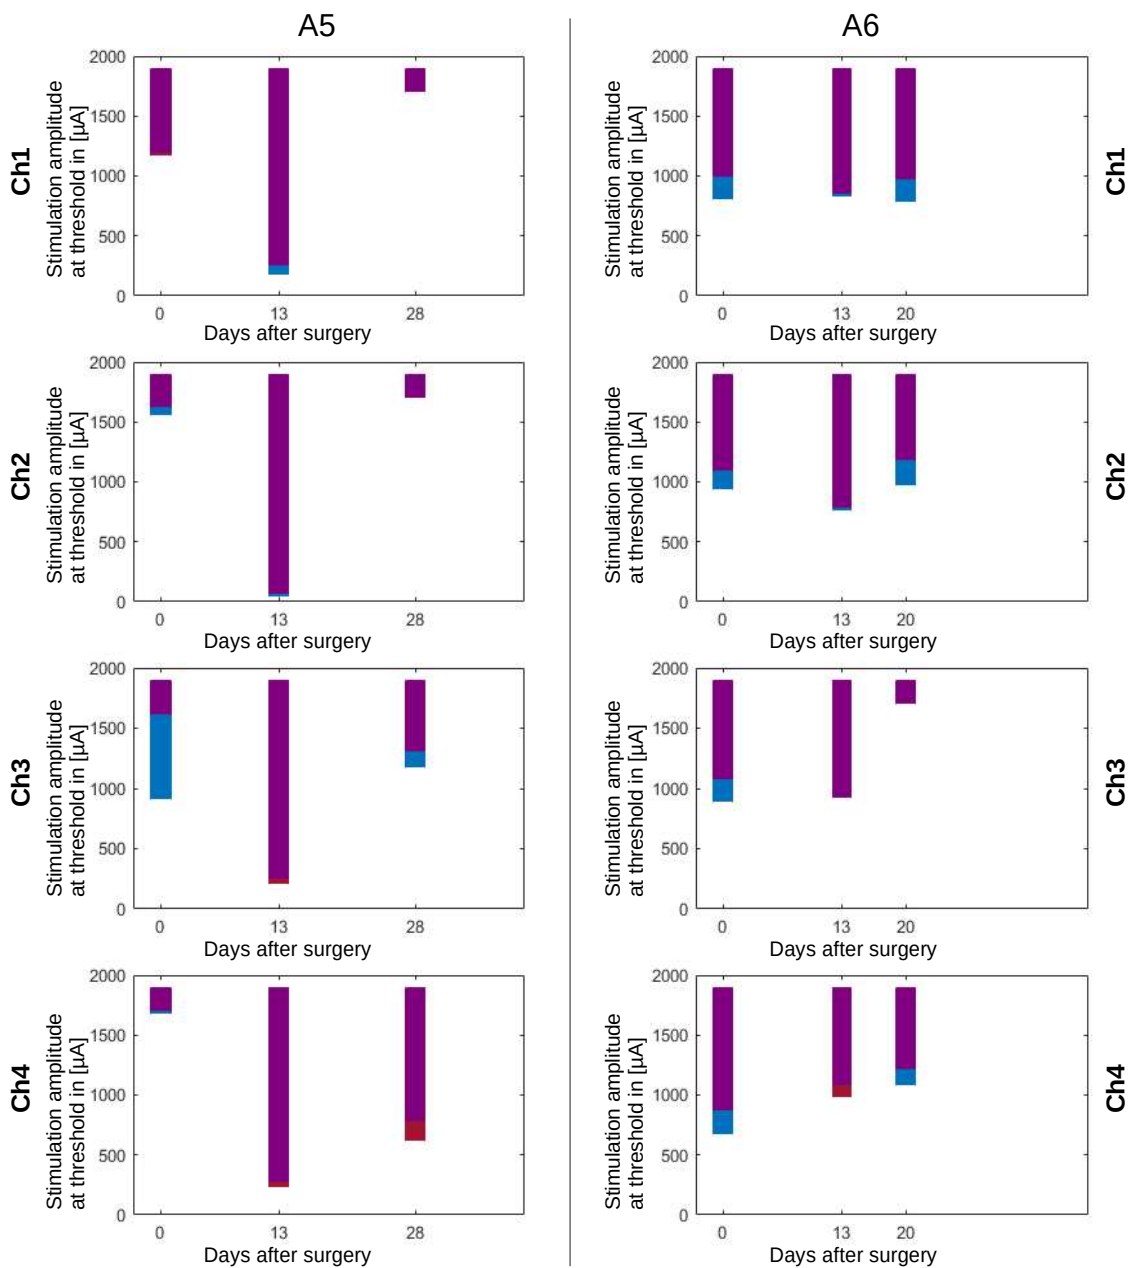 A5
A6
Ch1
Stimulation amplitude
at threshold in [µA]
2000
1500
1000
500
0
0 13 28
Days after surgery
Stimulation amplitude
at threshold in [µA]
2000
1500
1000
500
0
0 13 20
Days after surgery
Ch1
Ch2
Stimulation amplitude
at threshold in [µA]
2000
1500
1000
500
0
0 13 28
Days after surgery
Stimulation amplitude
at threshold in [µA]
2000
1500
1000
500
0
0 13 20
Days after surgery
Ch2
Ch3
Stimulation amplitude
at threshold in [µA]
2000
1500
1000
500
0
0 13 28
Days after surgery
Stimulation amplitude
at threshold in [µA]
2000
1500
1000
500
0
0 13 20
Days after surgery
Ch3
Ch4
Stimulation amplitude
at threshold in [µA]
2000
1500
1000
500
0
0 13 28
Days after surgery
Stimulation amplitude
at threshold in [µA]
2000
1500
1000
500
0
0 13 20
Days after surgery
Ch4